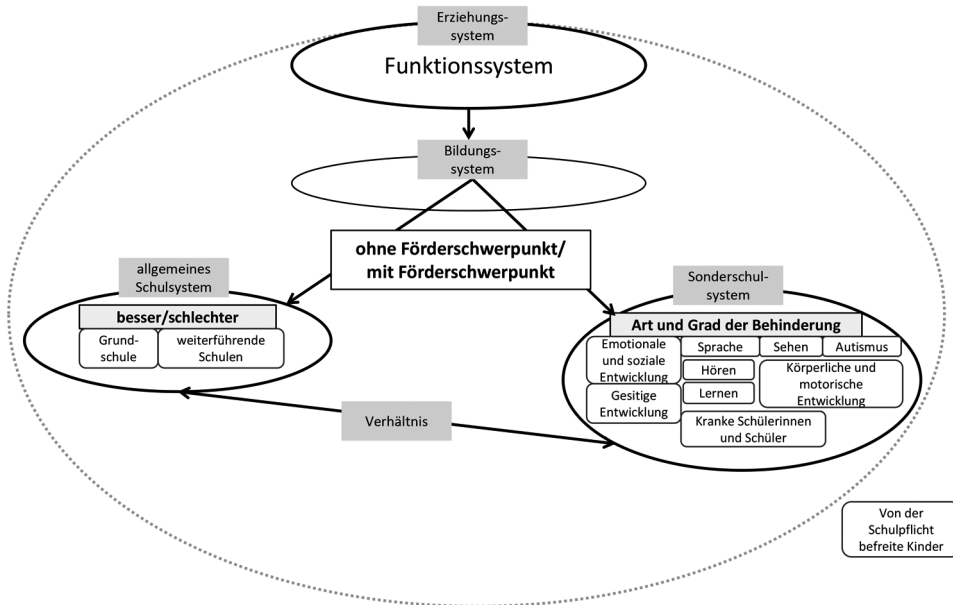 Erziehungs-
system
Funktionssystem
Bildungs-
system
ohne Förderschwerpunkt/
mit Förderschwerpunkt
allgemeines
Schulsystem
besser/schlechter
Grund-
schule
weiterführende
Schulen
Sonderschul-
system
Art und Grad der Behinderung
Emotionale
und soziale
Entwicklung
Sprache
Sehen
Autismus
Hören
Körperliche und
motorische
Entwicklung
Gesitige
Entwicklung
Lernen
Kranke Schülerinnen
und Schüler
Verhältnis
Von der
Schulpflicht
befreite Kinder